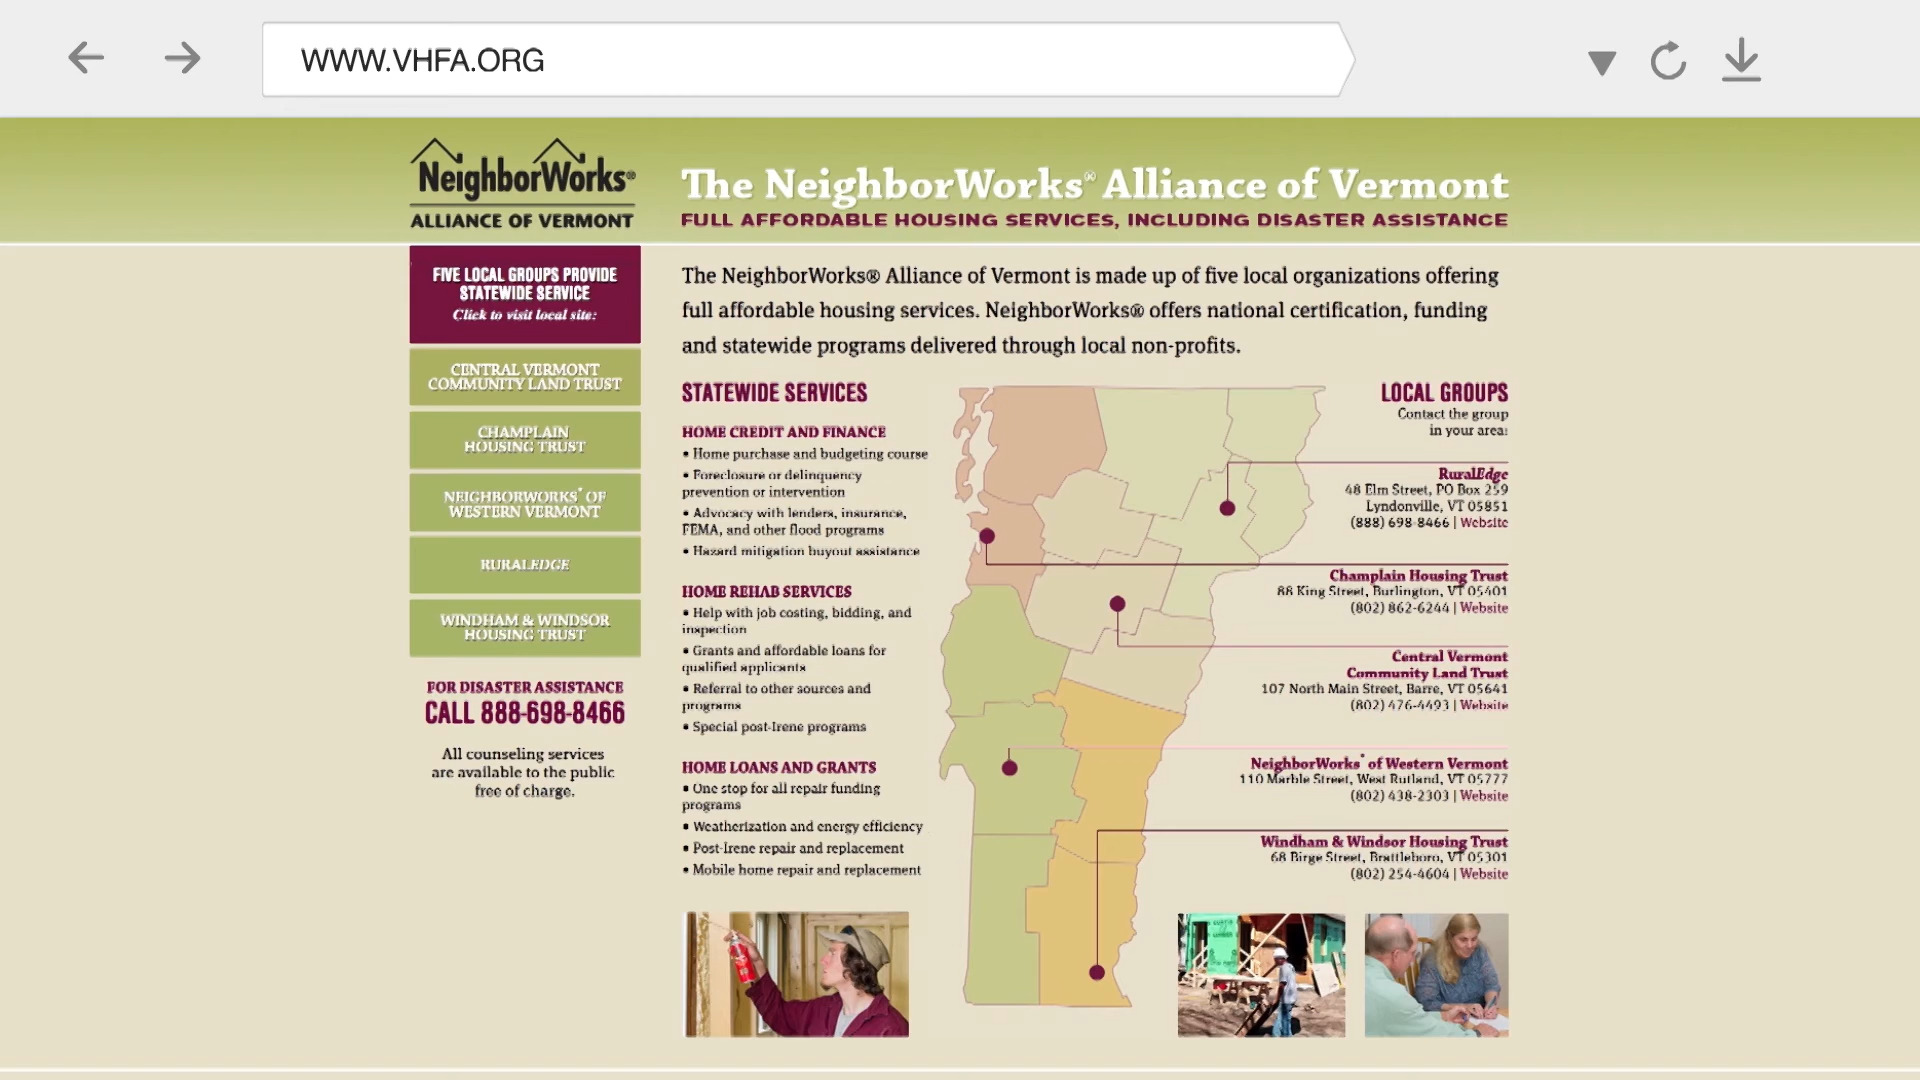 WWW.VHFA.ORG
NeighborWorks®
ALLIANCE OF VERMONT
The NeighborWorks® Alliance of Vermont
FULL AFFORDABLE HOUSING SERVICES, INCLUDING DISASTER ASSISTANCE
FIVE LOCAL GROUPS PROVIDE
STATEWIDE SERVICE
Click to visit local site:
CENTRAL VERMONT
COMMUNITY LAND TRUST
CHAMPLAIN
HOUSING TRUST
NEIGHBORWORKS® OF
WESTERN VERMONT
RURALEDGE
WINDHAM & WINDSOR
HOUSING TRUST
FOR DISASTER ASSISTANCE
CALL 888-698-8466
All counseling services
are available to the public
free of charge.
The NeighborWorks® Alliance of Vermont is made up of five local organizations offering
full affordable housing services. NeighborWorks® offers national certification, funding
and statewide programs delivered through local non-profits.
STATEWIDE SERVICES
HOME CREDIT AND FINANCE
• Home purchase and budgeting course
• Foreclosure or delinquency
prevention or intervention
• Advocacy with lenders, insurance,
FEMA, and other flood programs
• Hazard mitigation buyout assistance
HOME REHAB SERVICES
• Help with job costing, bidding, and
inspection
• Grants and affordable loans for
qualified applicants
• Referral to other sources and
programs
• Special post-Irene programs
HOME LOANS AND GRANTS
• One stop for all repair funding
programs
• Weatherization and energy efficiency
• Post-Irene repair and replacement
• Mobile home repair and replacement
LOCAL GROUPS
Contact the group
in your area:
RuralEdge
48 Elm Street, PO Box 259
Lyndonville, VT 05851
(888) 698-8466 | Website
Champlain Housing Trust
88 King Street, Burlington, VT 05401
(802) 862-6244 | Website
Central Vermont
Community Land Trust
107 North Main Street, Barre, VT 05641
(802) 476-4493 | Website
NeighborWorks® of Western Vermont
110 Marble Street, West Rutland, VT 05777
(802) 438-2303 | Website
Windham & Windsor Housing Trust
68 Birge Street, Brattleboro, VT 05301
(802) 254-4604 | Website